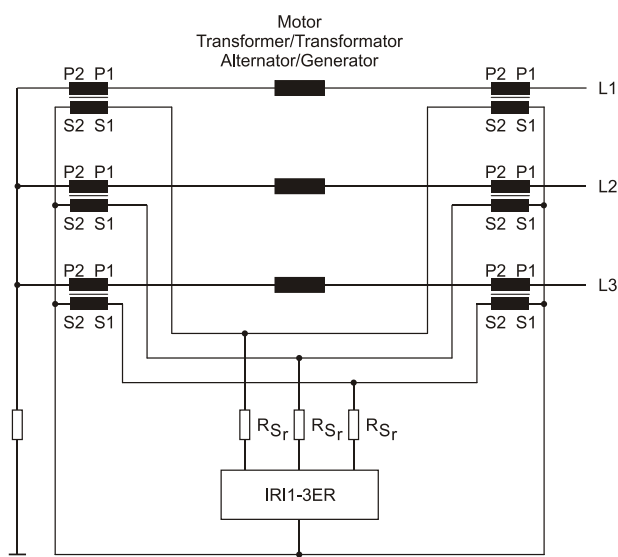 Motor
Transformer/Transformator
Alternator/Generator
P2 P1
P2 P1
L1
S2 S1
S2 S1
P2 P1
P2 P1
L2
S2 S1
S2 S1
P2 P1
P2 P1
L3
S2 S1
S2 S1
RSr
RSr
RSr
IRI1-3ER